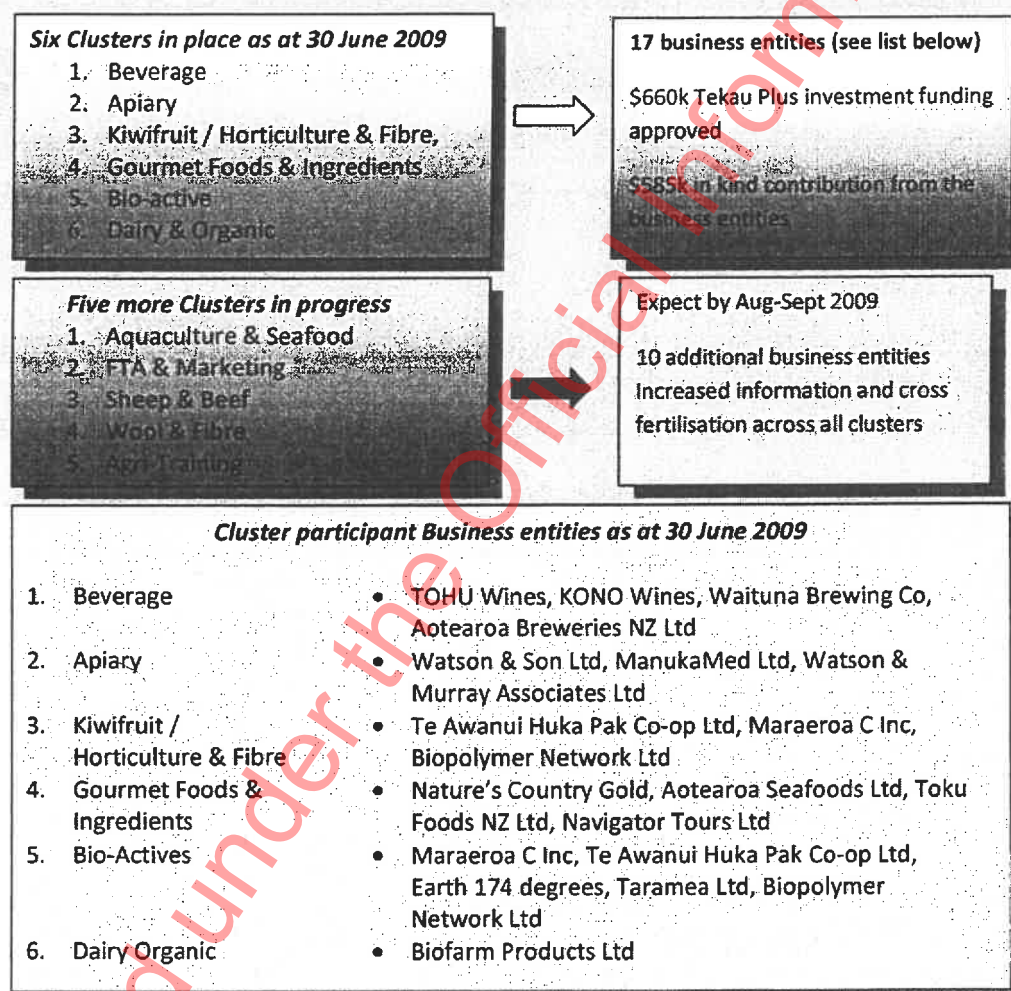 Six Clusters in place as at 30 June 2009
1. Beverage
2. Apiary
3. Kiwifruit / Horticulture & Fibre,
4. Gourmet Foods & Ingredients
5. Bio-active
6. Dairy & Organic
17 business entities (see list below)
$660k Tekau Plus investment funding
approved
$585k in kind contribution from the
business entities
Five more Clusters in progress
1. Aquaculture & Seafood
2. FTA & Marketing
3. Sheep & Beef
4. Wool & Fibre
5. Agri-Training
Expect by Aug-Sept 2009
10 additional business entities
Increased information and cross
fertilisation across all clusters
Cluster participant Business entities as at 30 June 2009
1. Beverage • TOHU Wines, KONO Wines, Waituna Brewing Co,
Aotearoa Breweries NZ Ltd
2. Apiary • Watson & Son Ltd, ManukaMed Ltd, Watson &
Murray Associates Ltd
3. Kiwifruit / • Te Awanui Huka Pak Co-op Ltd, Maraeroa C Inc,
Horticulture & Fibre Biopolymer Network Ltd
4. Gourmet Foods & • Nature's Country Gold, Aotearoa Seafoods Ltd, Toku
Ingredients Foods NZ Ltd, Navigator Tours Ltd
5. Bio-Actives • Maraeroa C Inc, Te Awanui Huka Pak Co-op Ltd,
Earth 174 degrees, Taramea Ltd, Biopolymer
Network Ltd
6. Dairy Organic • Biofarm Products Ltd
under the Official Inform